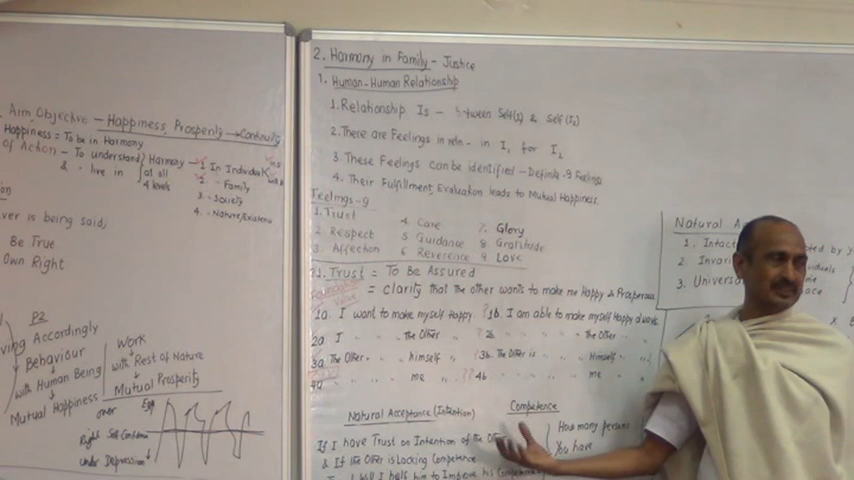 Aim, Objective - Happiness, Prosperity → Continuity
Happiness = To be in Harmony
of Action - To understand } Harmony - 1. In Individual
& - live in } at all 2. - Family
4 levels 3. - Society
4. - Nature/Existence
ver is being said,
Be True
Own Right
P2
ving Accordingly
Behaviour
with Human Being
Mutual Happiness
Work
with Rest of Nature
Mutual Prosperity
over Ego
Right Self Confidence
under Depression
2. Harmony in Family - Justice
1. Human-Human Relationship
1. Relationship Is - between Self(I1) & Self (I2)
2. There are Feelings in reln - in I1 for I2
3. These Feelings can be identified - Definite - 9 Feelings
4. Their Fulfillment, Evaluation leads to Mutual Happiness.
Feelings - 9
1. Trust 4. Care 7. Glory
2. Respect 5. Guidance 8. Gratitude
3. Affection 6. Reverence 9. Love
1. Trust = To Be Assured
Foundation Value
= clarity that the other wants to make me Happy & Prosperous
1a. I want to make myself Happy. ? 1b. I am able to make myself Happy always
2a I " " the Other " ? 2b " " " " the Other " "
3a The Other " " himself " ? 3b. The Other is " " Himself " "
4a " " " me " ?? 4b " " " " me " "
Natural Acceptance (Intention) Competence
If I have Trust on Intention of the Other
& If the Other is Lacking Competence
How many persons
You have
Natural A
1. Intact
2. Invari
3. Univers